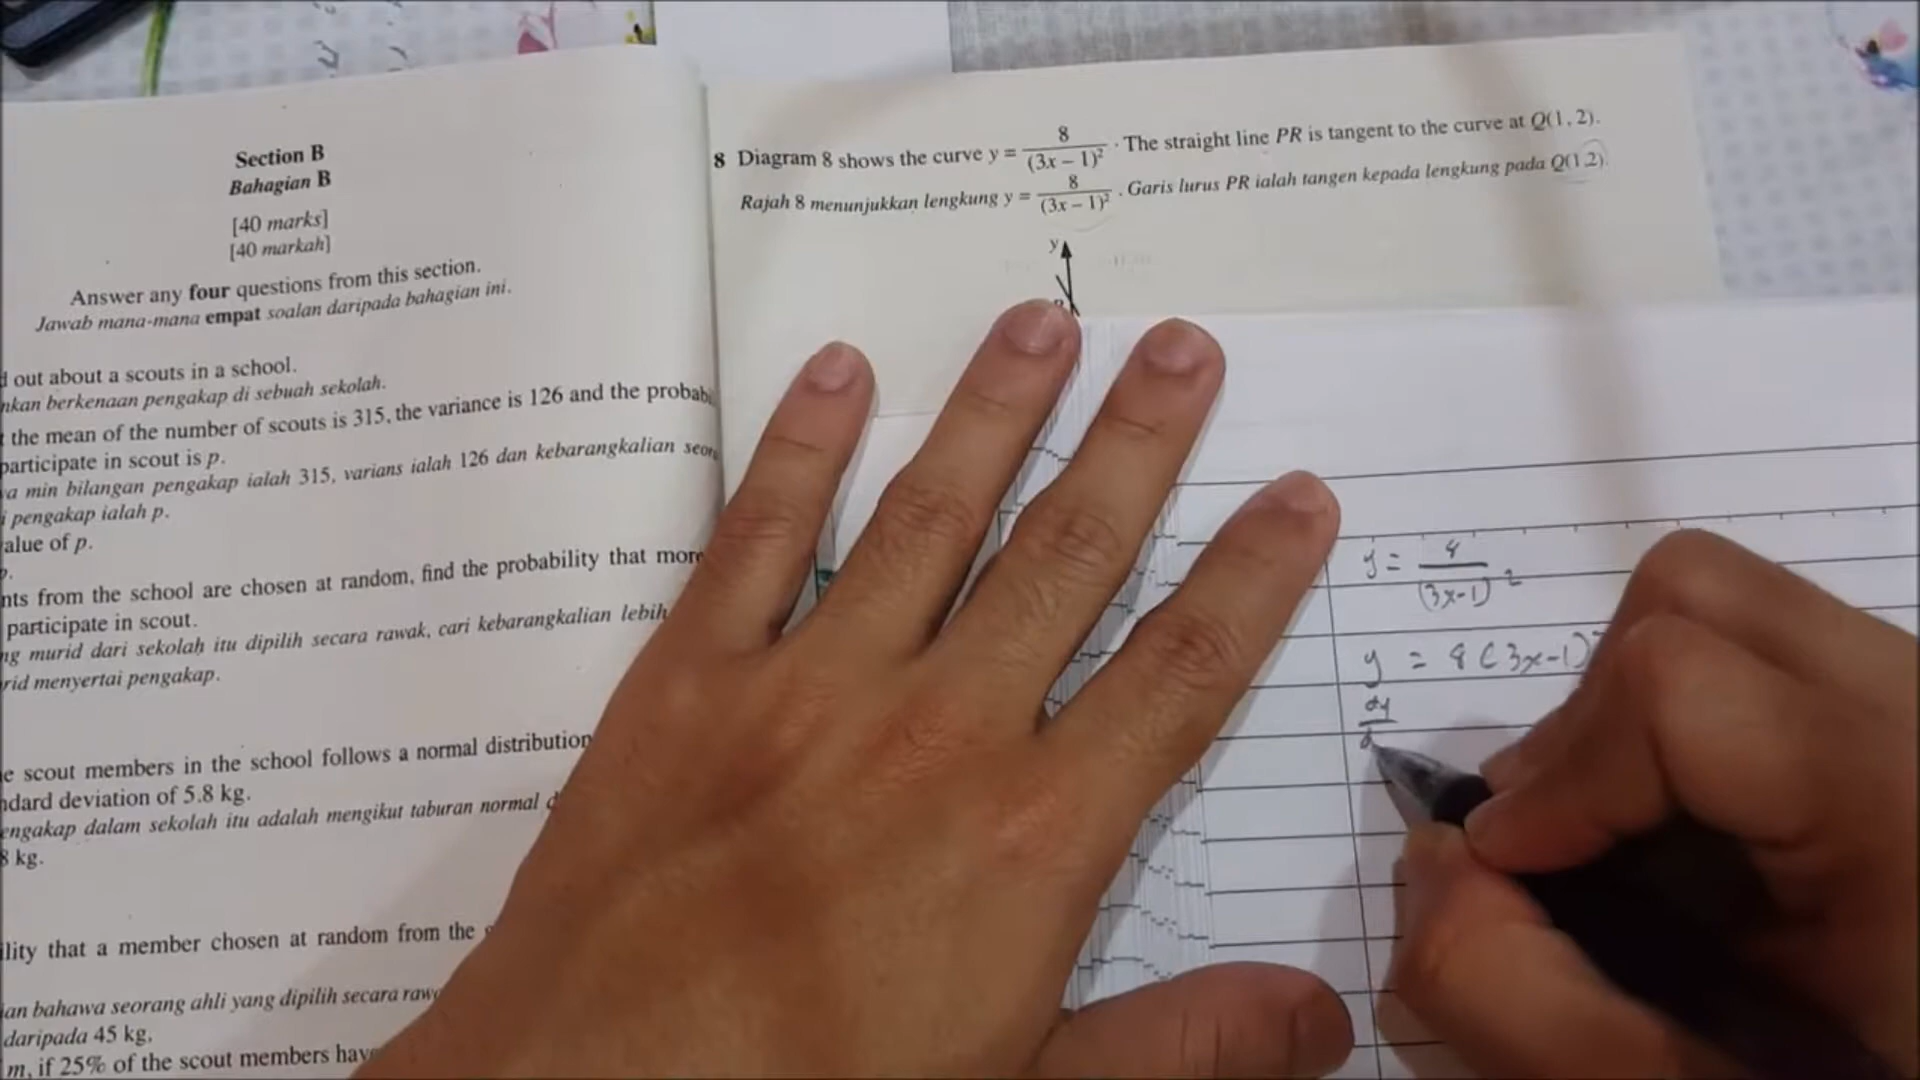 Section B
Bahagian B
[40 marks]
[40 markah]
Answer any four questions from this section.
Jawab mana-mana empat soalan daripada bahagian ini.
out about a scouts in a school.
nkan berkenaan pengakap di sebuah sekolah.
the mean of the number of scouts is 315, the variance is 126 and the
participate in scout is p.
min bilangan pengakap ialah 315, varians ialah 126 dan kebarangkalian
pengakap ialah p.
alue of p.
nts from the school are chosen at random, find the probability that more
participate in scout.
ng murid dari sekolah itu dipilih secara rawak, cari kebarangkalian lebih
rid menyertai pengakap.
e scout members in the school follows a normal distribution
ndard deviation of 5.8 kg.
engakap dalam sekolah itu adalah mengikut taburan normal
kg.
ility that a member chosen at random from the
an bahawa seorang ahli yang dipilih secara
daripada 45 kg,
m, if 25% of the scout members have
8 Diagram 8 shows the curve y = 8/(3x – 1)². The straight line PR is tangent to the curve at Q(1, 2).
Rajah 8 menunjukkan lengkung y = 8/(3x – 1)². Garis lurus PR ialah tangen kepada lengkung pada Q(1,2).
y
y = 8/(3x-1)²
y = 8(3x-1)
dy
d